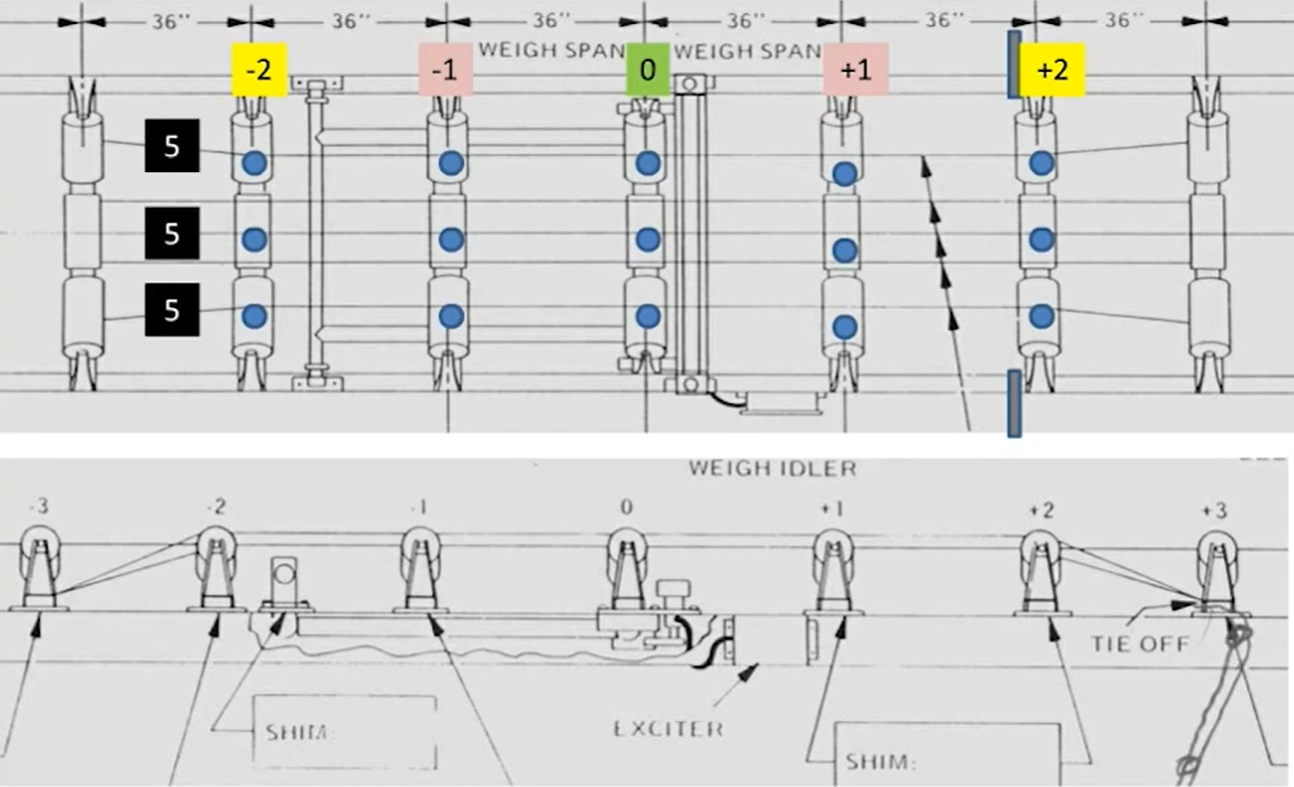 36" 36" 36" 36" 36" 36"
WEIGH SPAN WEIGH SPAN
-2 -1 0 +1 +2
5
5
5
WEIGH IDLER
-3 -2 -1 0 +1 +2 +3
TIE OFF
SHIM:
EXCITER
SHIM: